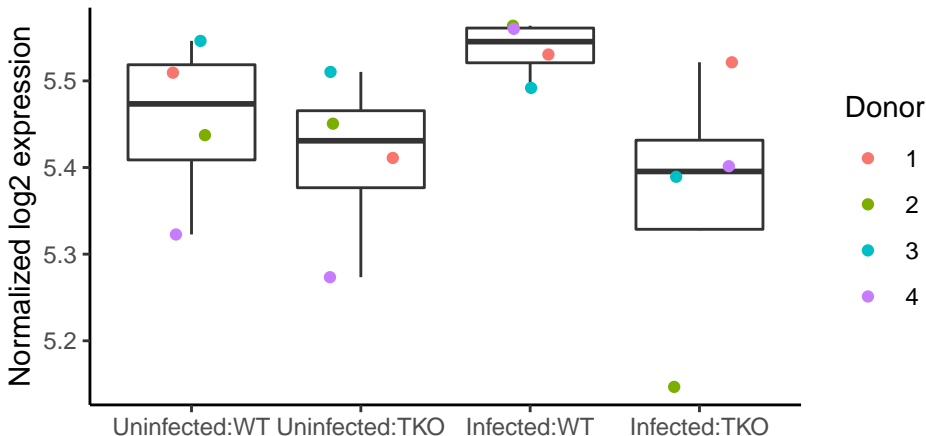 Normalized log2 expression
5.5
5.4
5.3
5.2
Uninfected:WT
Uninfected:TKO
Infected:WT
Infected:TKO
Donor
1
2
3
4